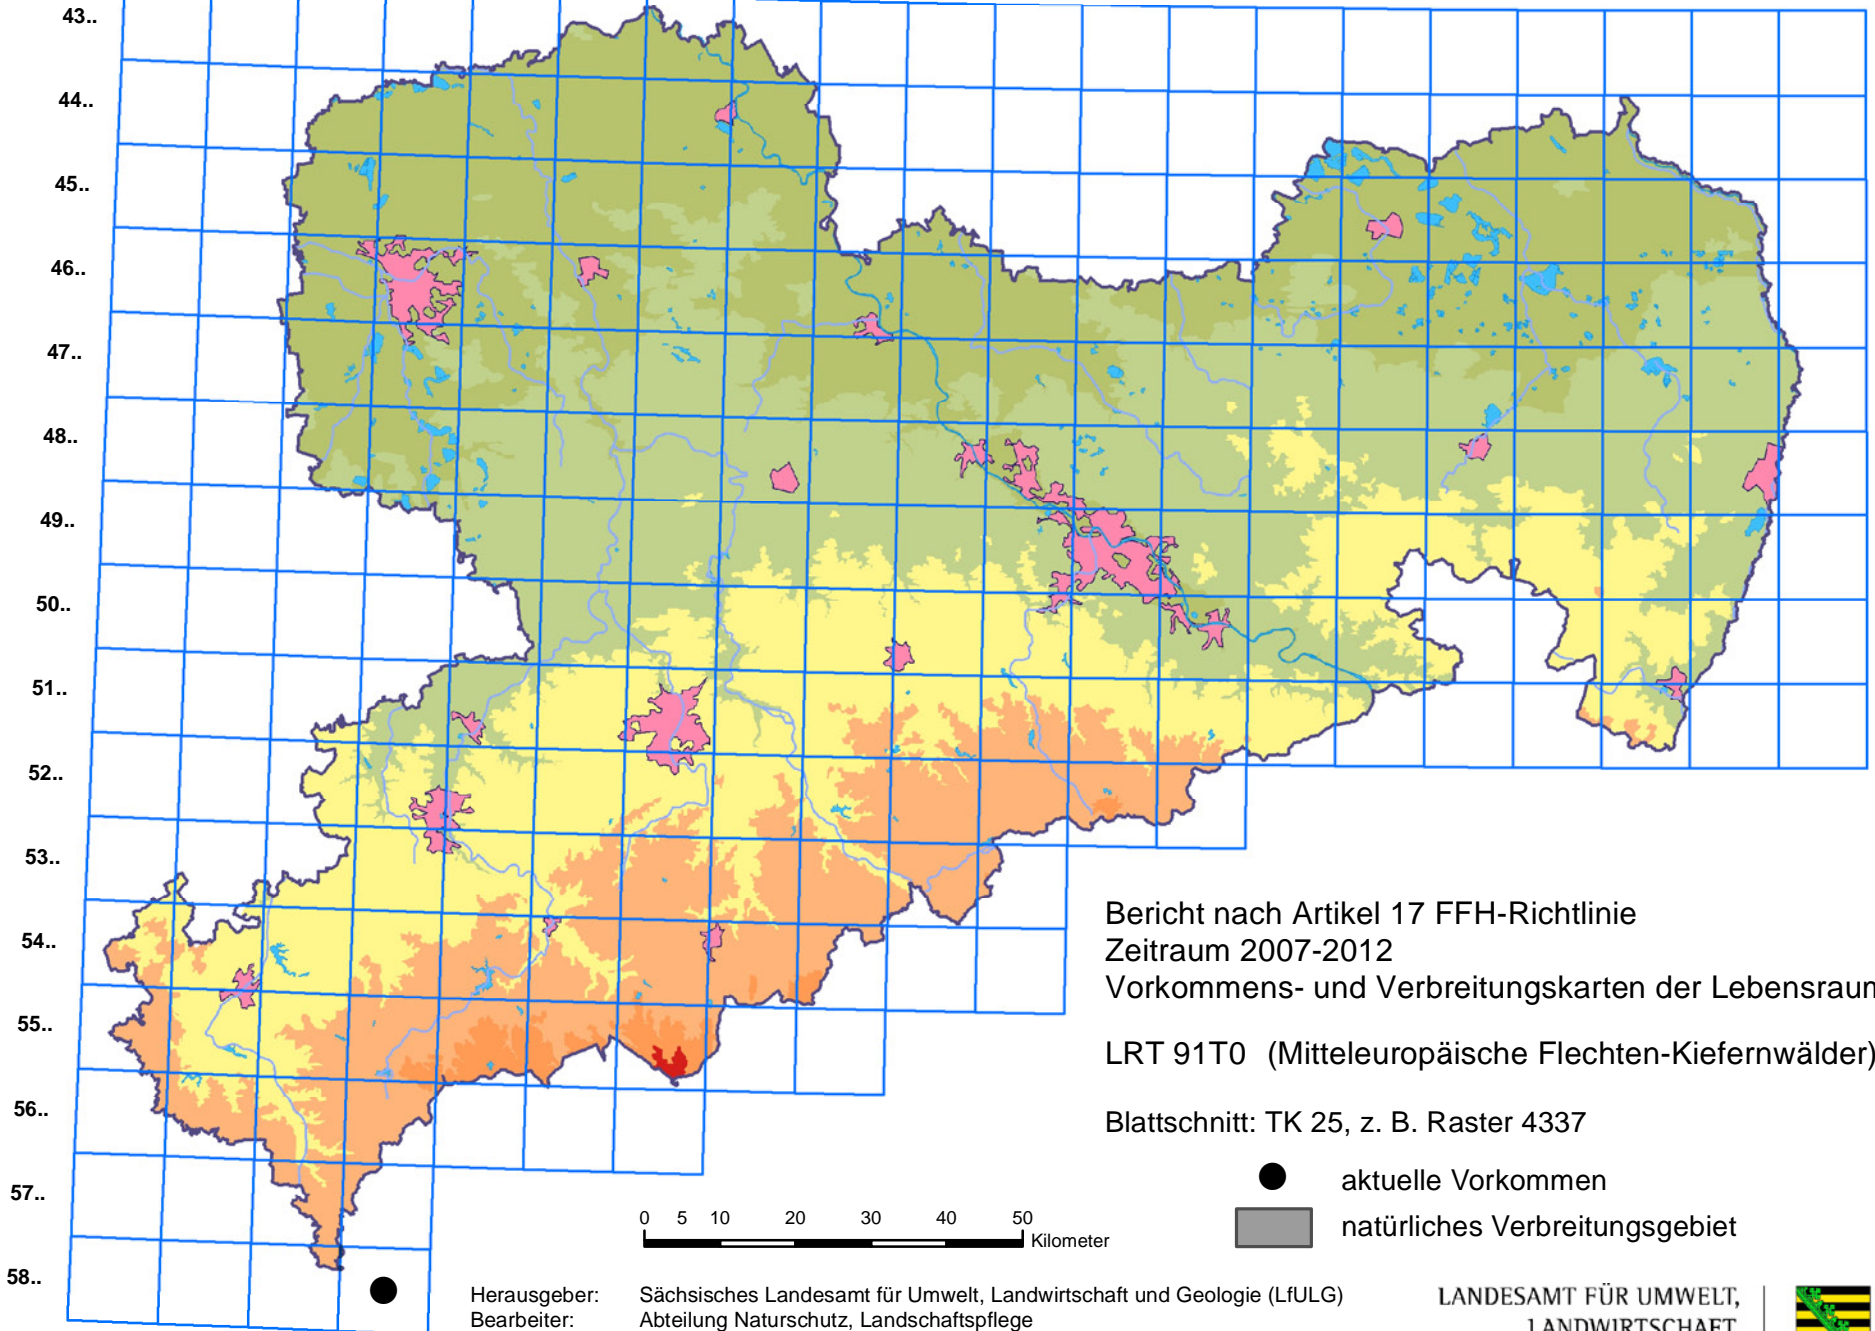 43..
44..
45..
46..
47..
48..
49..
50..
51..
52..
53..
54..
55..
56..
57..
58..
Bericht nach Artikel 17 FFH-Richtlinie
Zeitraum 2007-2012
Vorkommens- und Verbreitungskarten der Lebensraum
LRT 91T0 (Mitteleuropäische Flechten-Kiefernwälder)
Blattschnitt: TK 25, z. B. Raster 4337
aktuelle Vorkommen
natürliches Verbreitungsgebiet
0 5 10 20 30 40 50
Kilometer
Herausgeber: Sächsisches Landesamt für Umwelt, Landwirtschaft und Geologie (LfULG)
Bearbeiter: Abteilung Naturschutz, Landschaftspflege
LANDESAMT FÜR UMWELT,
LANDWIRTSCHAFT